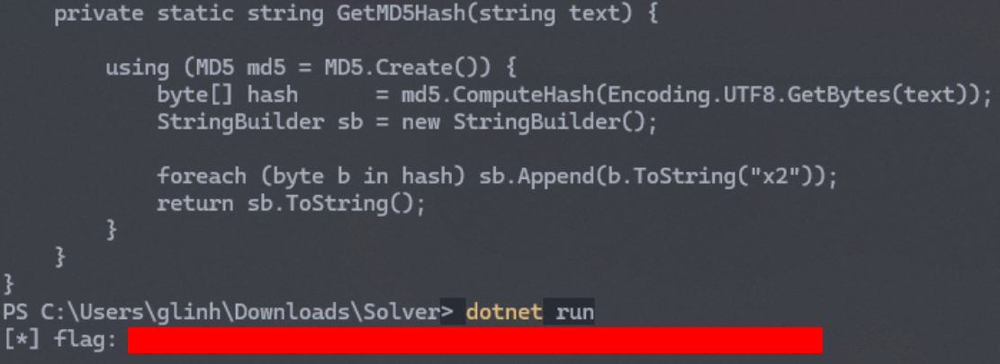 private static string GetMD5Hash(string text) {
using (MD5 md5 = MD5.Create()) {
byte[] hash      = md5.ComputeHash(Encoding.UTF8.GetBytes(text));
StringBuilder sb = new StringBuilder();
foreach (byte b in hash) sb.Append(b.ToString("x2"));
return sb.ToString();
}
}
}
PS C:\Users\glinh\Downloads\Solver> dotnet run
[*] flag: